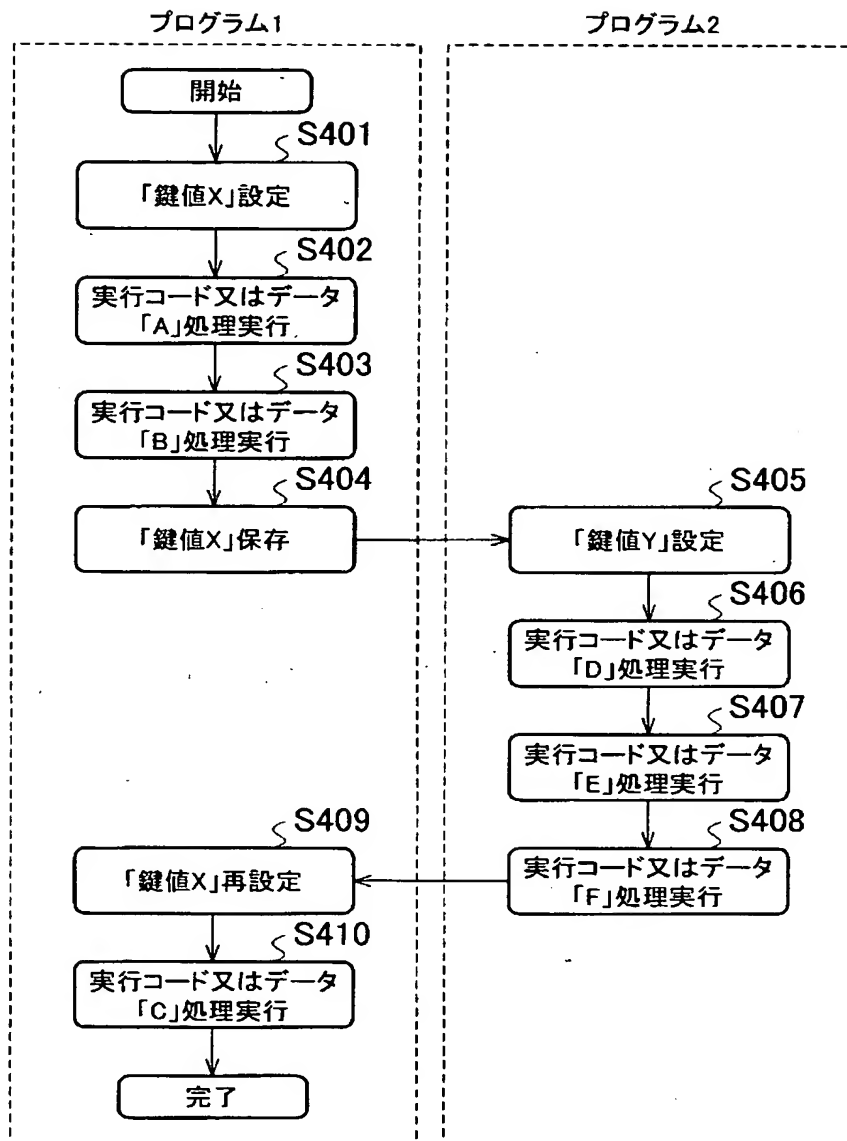 プログラム1
プログラム2
開始
S401
「鍵値X」設定
S402
実行コード又はデータ
「A」処理実行
S403
実行コード又はデータ
「B」処理実行
S404
「鍵値X」保存
S405
「鍵値Y」設定
S406
実行コード又はデータ
「D」処理実行
S407
実行コード又はデータ
「E」処理実行
S408
実行コード又はデータ
「F」処理実行
S409
「鍵値X」再設定
S410
実行コード又はデータ
「C」処理実行
完了